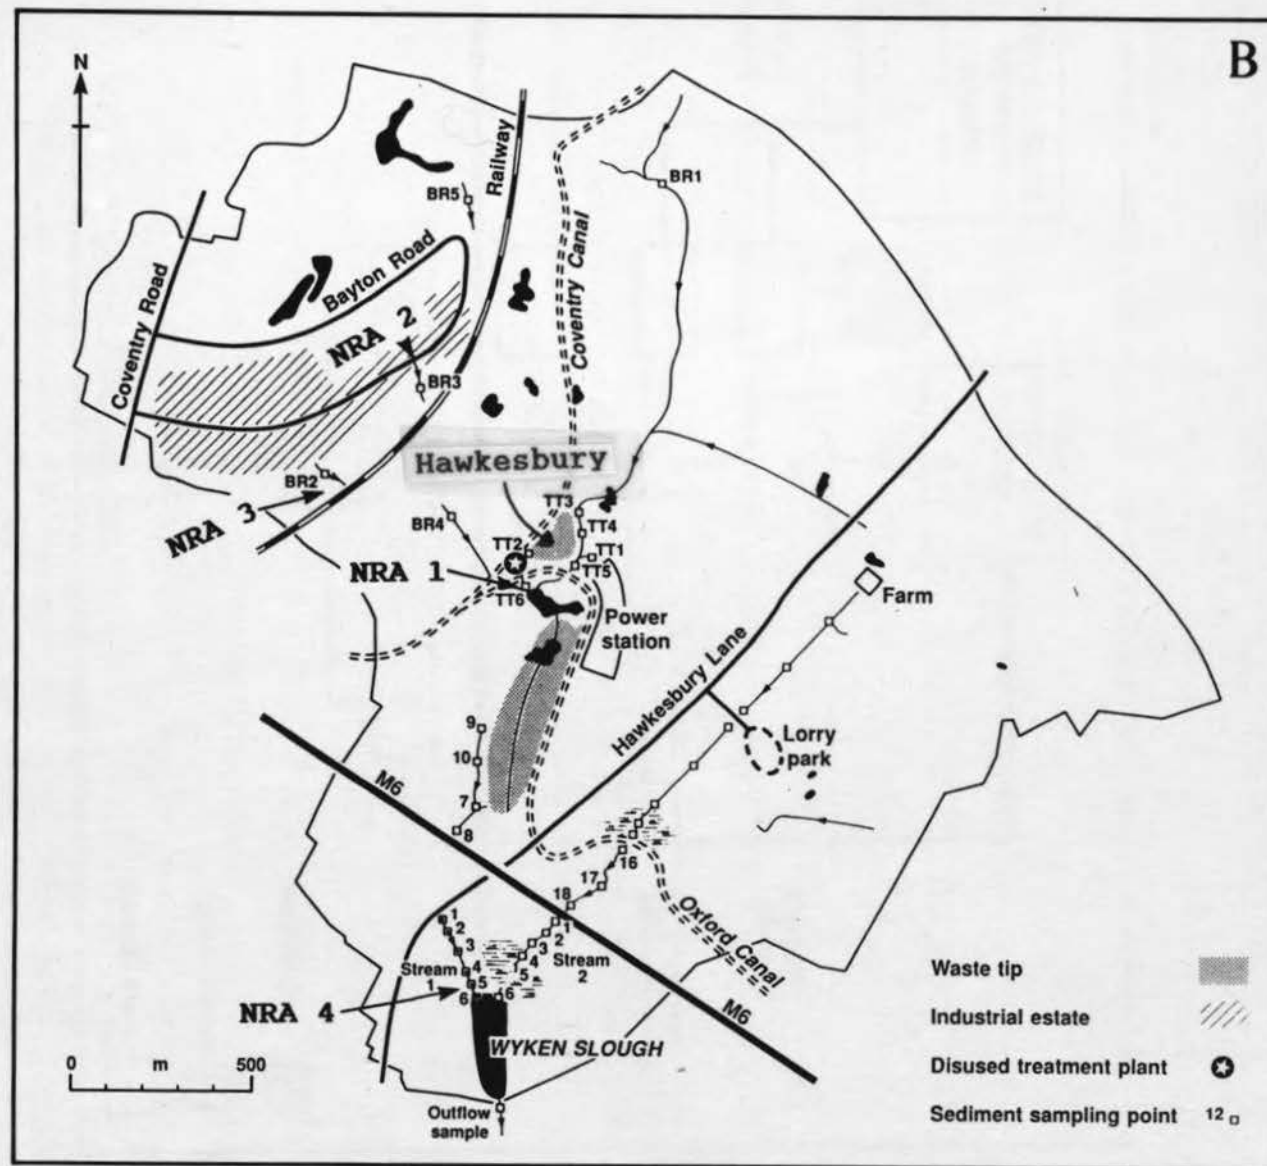 B
N
BR1
BR5
Railway
Coventry Canal
Bayton Road
Coventry Road
NRA 2
BR3
Hawkesbury
BR2
NRA 3
BR4
TT3
TT4
TT2
TT1
TT5
NRA 1
TT6
Power
station
Farm
Hawkesbury Lane
Lorry
park
9
10
7
8
M6
16
17
18
Oxford Canal
1
2
3
4
5
6
Stream
1
1
2
3
4
5
6
Stream
2
NRA 4
M6
WYKEN SLOUGH
0 m 500
Outflow
sample
Waste tip
Industrial estate
Disused treatment plant
Sediment sampling point 12